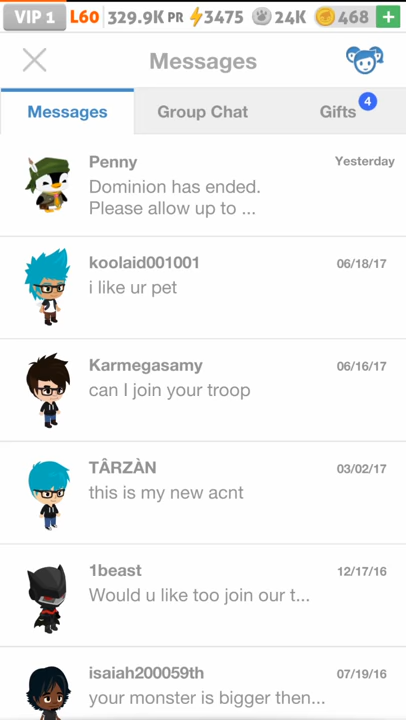 VIP 1 L60 329.9K PR 3475 24K 468
Messages
Messages Group Chat Gifts 4
Penny Yesterday
Dominion has ended.
Please allow up to ...
koolaid001001 06/18/17
i like ur pet
Karmegasamy 06/16/17
can I join your troop
TÂRZÀN 03/02/17
this is my new acnt
1beast 12/17/16
Would u like too join our t...
isaiah200059th 07/19/16
your monster is bigger then...